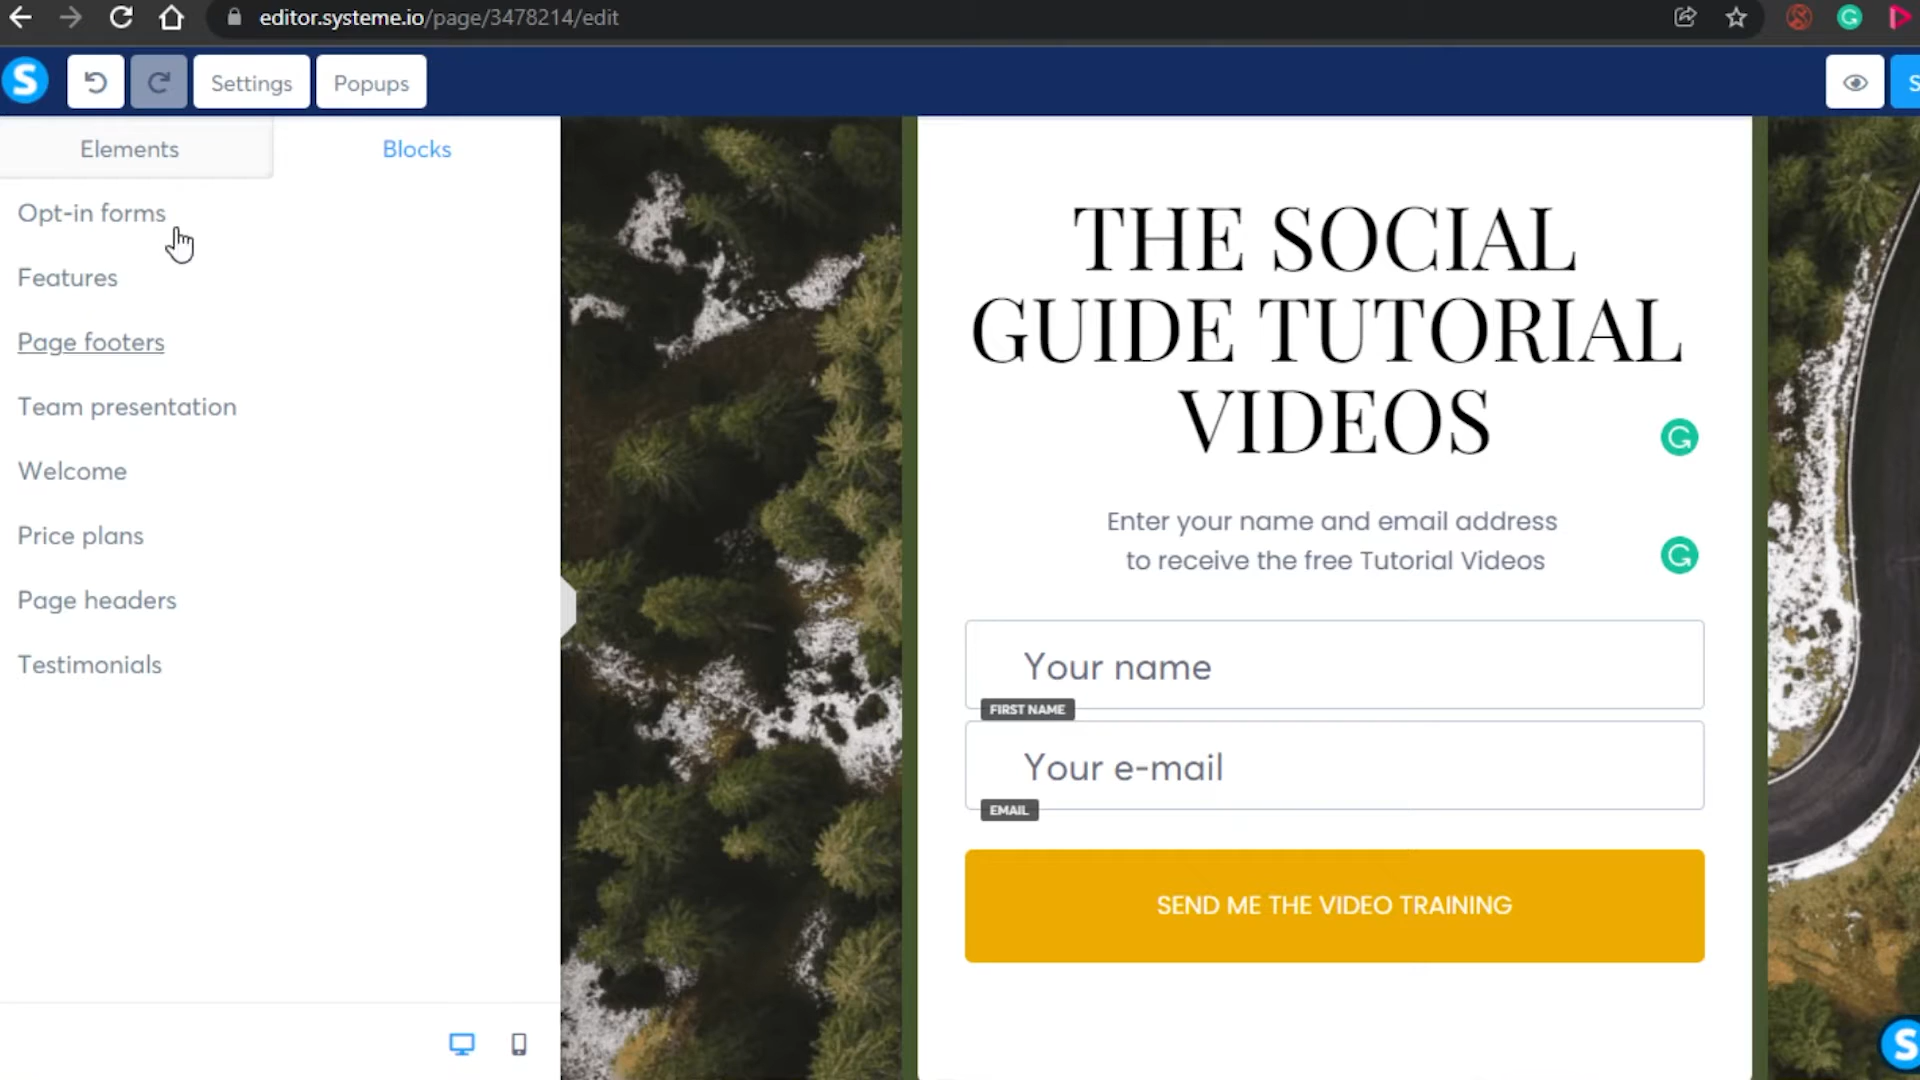 editor.systeme.io/page/3478214/edit
S
Settings
Popups
S
Elements
Blocks
Opt-in forms
Features
Page footers
Team presentation
Welcome
Price plans
Page headers
Testimonials
THE SOCIAL
GUIDE TUTORIAL
VIDEOS
Enter your name and email address
to receive the free Tutorial Videos
Your name
FIRST NAME
Your e-mail
EMAIL
SEND ME THE VIDEO TRAINING
S